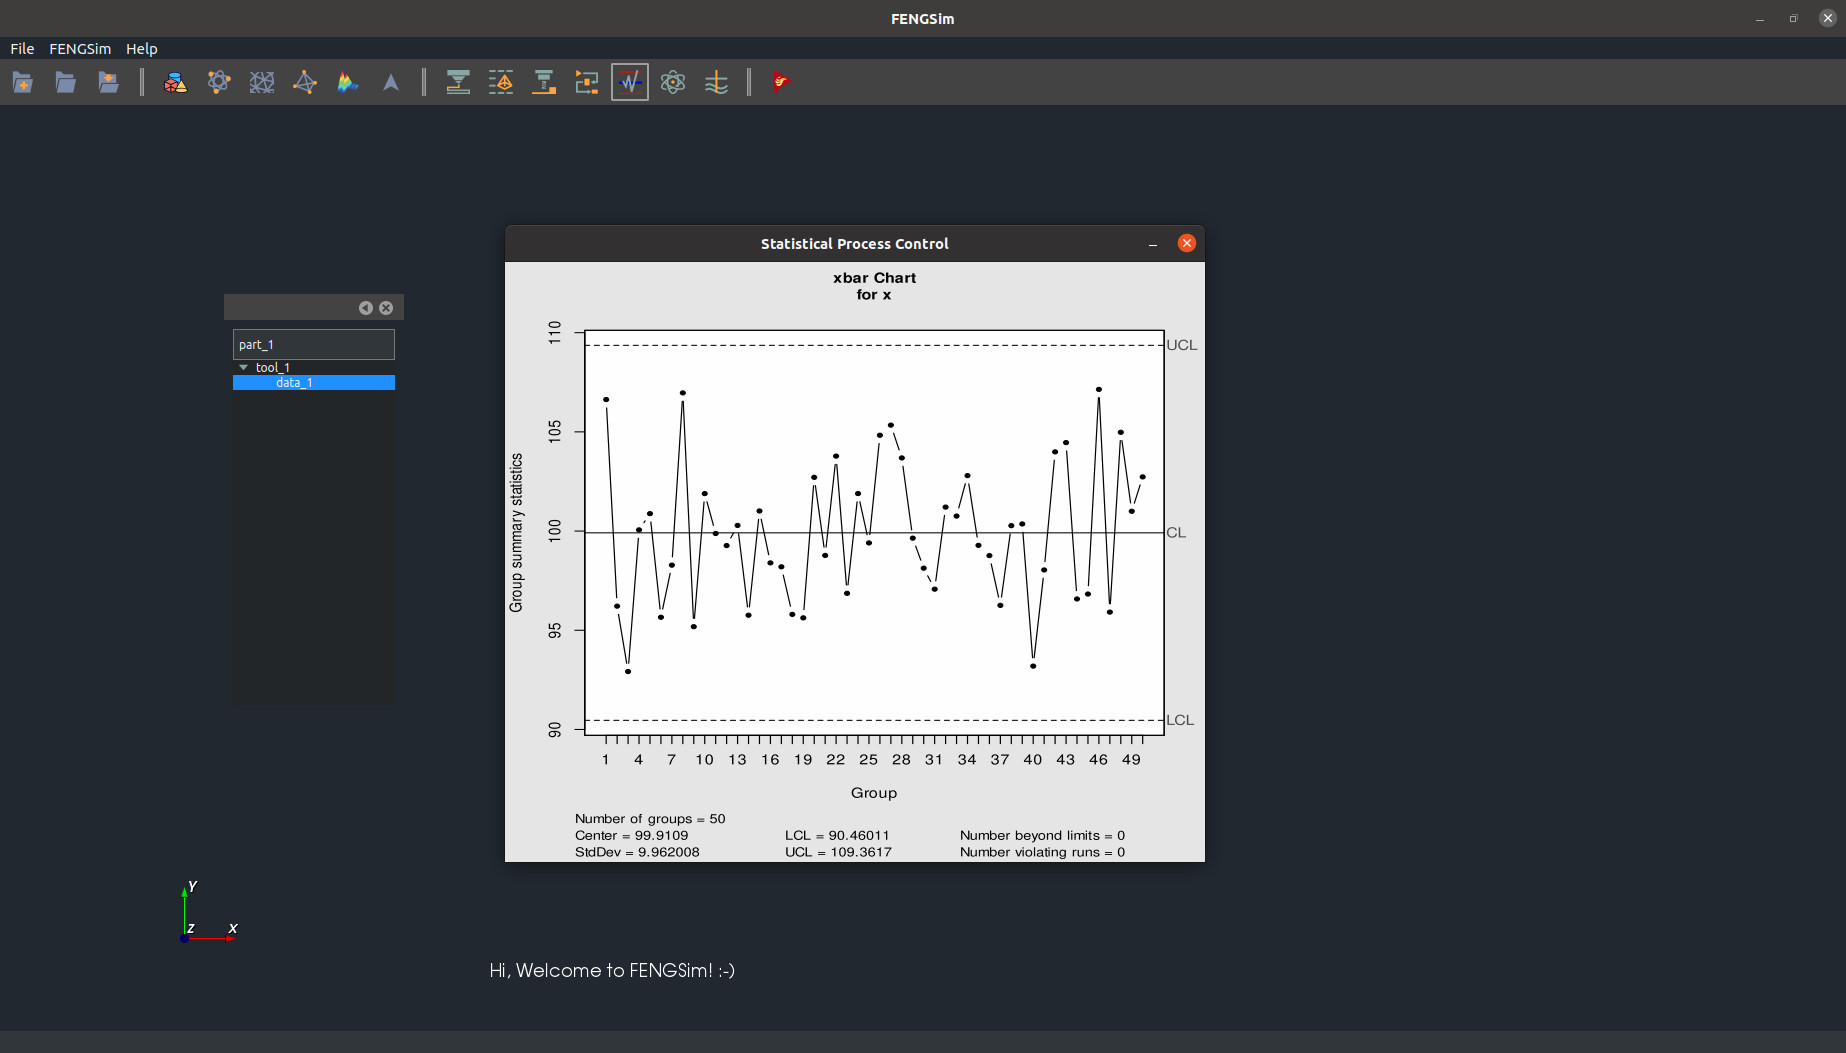 FENGSim
File FENGSim Help
Statistical Process Control
xbar Chart
for x
part_1
tool_1
data_1
Group summary statistics
110
105
100
95
90
UCL
CL
LCL
1 4 7 10 13 16 19 22 25 28 31 34 37 40 43 46 49
Group
Number of groups = 50
Center = 99.9109 LCL = 90.46011 Number beyond limits = 0
StdDev = 9.962008 UCL = 109.3617 Number violating runs = 0
Y
Z X
Hi, Welcome to FENGSim! :-)